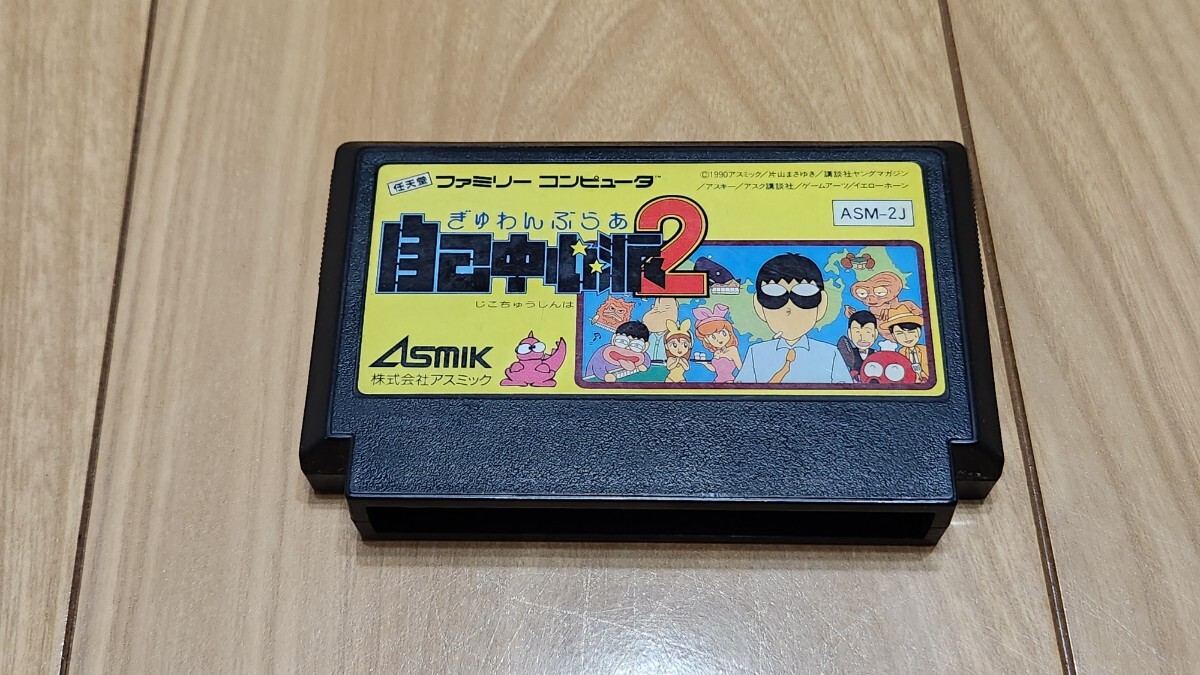 任天堂 ファミリー コンピュータ™
©1990アスミック/片山まさゆき/講談社ヤングマガジン
/アスキー/アスク講談社/ゲームアーツ/イエローホーン
ASM-2J
ぎゅわんぶらあ
自己中心派2
じこちゅうしんは
ASMIK
株式会社アスミック